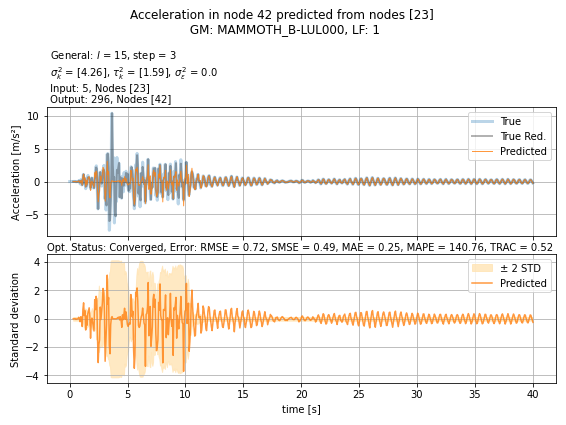 Acceleration in node 42 predicted from nodes [23]
GM: MAMMOTH_B-LUL000, LF: 1
General: l = 15, step = 3
σ²ₖ = [4.26], τ²ₖ = [1.59], σ²ε = 0.0
Input: 5, Nodes [23]
Output: 296, Nodes [42]
Acceleration [m/s²]
10
5
0
−5
True
True Red.
Predicted
Opt. Status: Converged, Error: RMSE = 0.72, SMSE = 0.49, MAE = 0.25, MAPE = 140.76, TRAC = 0.52
Standard deviation
4
2
0
−2
−4
± 2 STD
Predicted
0 5 10 15 20 25 30 35 40
time [s]